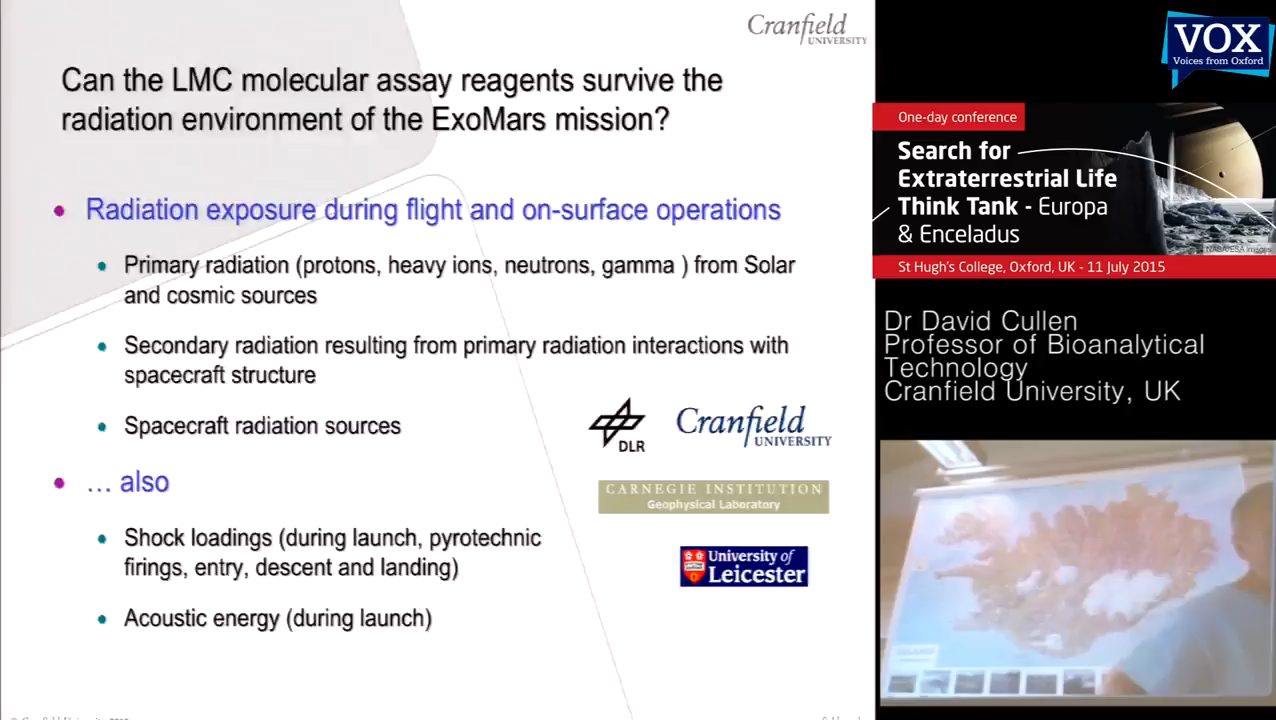 Cranfield
UNIVERSITY
Can the LMC molecular assay reagents survive the
radiation environment of the ExoMars mission?
• Radiation exposure during flight and on-surface operations
• Primary radiation (protons, heavy ions, neutrons, gamma ) from Solar
and cosmic sources
• Secondary radiation resulting from primary radiation interactions with
spacecraft structure
• Spacecraft radiation sources
DLR
Cranfield
UNIVERSITY
• … also
CARNEGIE INSTITUTION
Geophysical Laboratory
• Shock loadings (during launch, pyrotechnic
firings, entry, descent and landing)
University of
Leicester
• Acoustic energy (during launch)
VOX
Voices from Oxford
One-day conference
Search for
Extraterrestrial Life
Think Tank - Europa
& Enceladus
NASA/ESA Images
St Hugh's College, Oxford, UK - 11 July 2015
Dr David Cullen
Professor of Bioanalytical
Technology
Cranfield University, UK